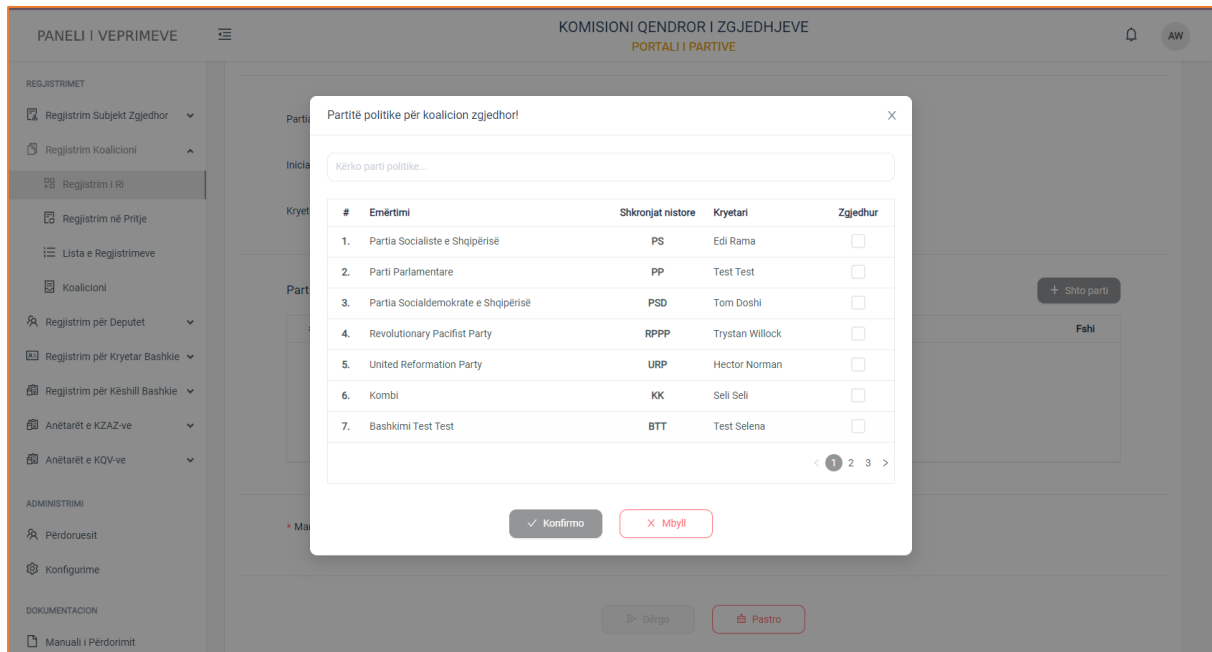 PANELI I VEPRIMEVE
KOMISIONI QENDROR I ZGJEDHJEVE
PORTALI I PARTIVE
AW
REGJISTRIMET
Regjistrim Subjekt Zgjedhor
Regjistrim Koalicioni
Regjistrim i Ri
Regjistrim në Pritje
Lista e Regjistrimeve
Koalicioni
Regjistrim për Deputet
Regjistrim për Kryetar Bashkie
Regjistrim për Këshill Bashkie
Anëtarët e KZAZ-ve
Anëtarët e KQV-ve
ADMINISTRIMI
Përdoruesit
Konfigurime
DOKUMENTACION
Manuali i Përdorimit
Partia
Inicia
Kryet
Part
+ Shto parti
Fshi
* Ma
Dërgo
Pastro
Partitë politike për koalicion zgjedhor!
X
Kërko parti politike...
# Emërtimi Shkronjat nistore Kryetari Zgjedhur
1. Partia Socialiste e Shqipërisë PS Edi Rama
2. Parti Parlamentare PP Test Test
3. Partia Socialdemokrate e Shqipërisë PSD Tom Doshi
4. Revolutionary Pacifist Party RPPP Trystan Willock
5. United Reformation Party URP Hector Norman
6. Kombi KK Seli Seli
7. Bashkimi Test Test BTT Test Selena
< 1 2 3 >
Konfirmo
X Mbyll